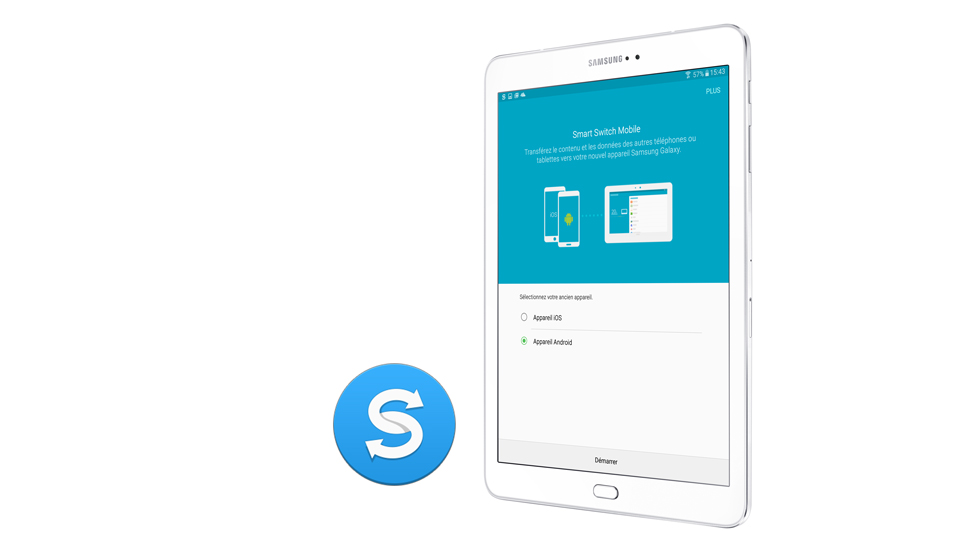 SAMSUNG
57% 15:43
PLUS
Smart Switch Mobile
Transférez le contenu et les données des autres téléphones ou
tablettes vers votre nouvel appareil Samsung Galaxy.
iOS
Sélectionnez votre ancien appareil.
Appareil iOS
Appareil Android
Démarrer
S